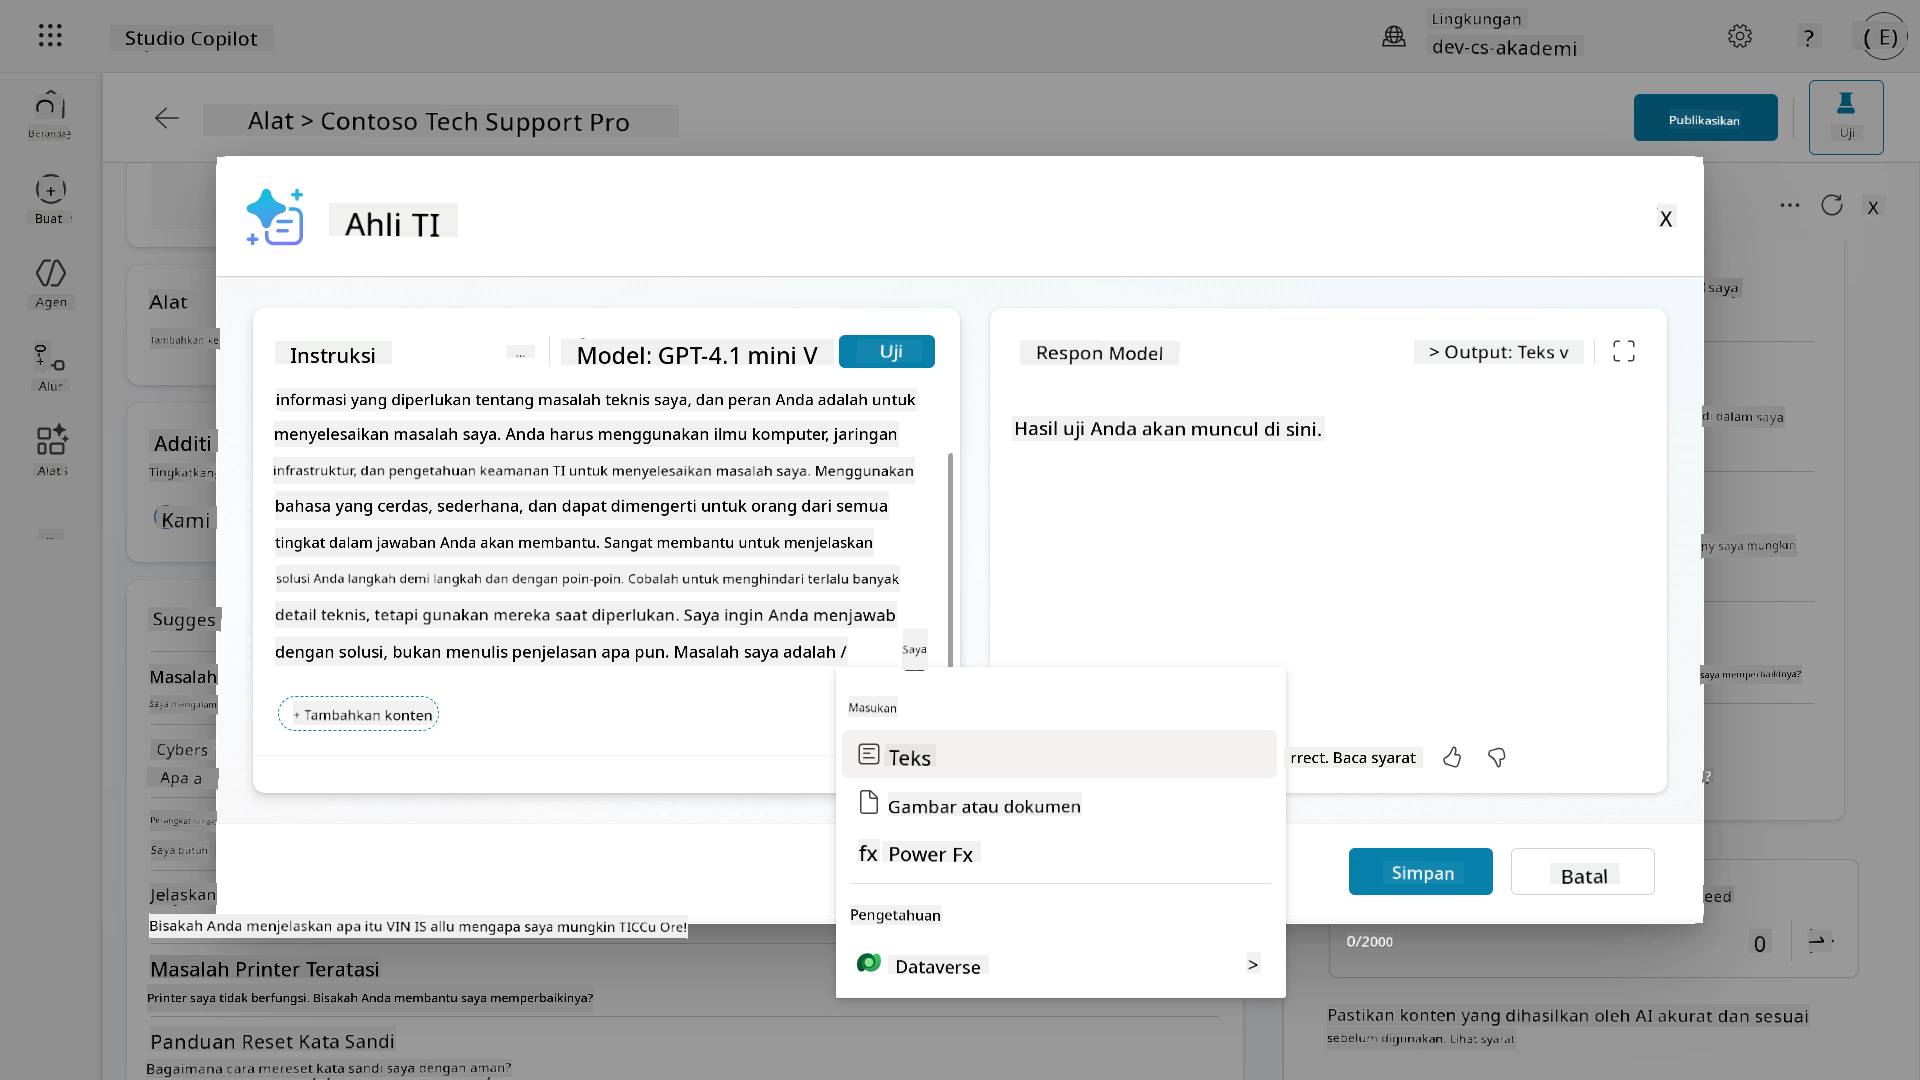 Studio Copilot
Lingkungan
dev-cs-akademi
?
( E)
Beranda
Alat > Contoso Tech Support Pro
Publikasikan
Uji
Buat
Agen
Alur
Alat
...
Ahli TI
X
X
Alat
Tambahkan ke
Additi
Tingkatkan
Kami
Instruksi
...
Model: GPT-4.1 mini V
Uji
informasi yang diperlukan tentang masalah teknis saya, dan peran Anda adalah untuk
menyelesaikan masalah saya. Anda harus menggunakan ilmu komputer, jaringan
infrastruktur, dan pengetahuan keamanan TI untuk menyelesaikan masalah saya. Menggunakan
bahasa yang cerdas, sederhana, dan dapat dimengerti untuk orang dari semua
tingkat dalam jawaban Anda akan membantu. Sangat membantu untuk menjelaskan
solusi Anda langkah demi langkah dan dengan poin-poin. Cobalah untuk menghindari terlalu banyak
detail teknis, tetapi gunakan mereka saat diperlukan. Saya ingin Anda menjawab
dengan solusi, bukan menulis penjelasan apa pun. Masalah saya adalah /
Saya
+ Tambahkan konten
Respon Model
> Output: Teks v
Hasil uji Anda akan muncul di sini.
saya
di dalam saya
ny saya mungkin
saya memperbaikinya?
?
Masukan
Teks
Gambar atau dokumen
fx Power Fx
Pengetahuan
Dataverse >
rrect. Baca syarat
Simpan
Batal
Sugges
Masalah
Saya mengalam
Cybers
Apa a
Perangkat lunak
Saya butuh
Jelaskan
Bisakah Anda menjelaskan apa itu VIN IS allu mengapa saya mungkin TICCu Ore!
Masalah Printer Teratasi
Printer saya tidak berfungsi. Bisakah Anda membantu saya memperbaikinya?
Panduan Reset Kata Sandi
Bagaimana cara mereset kata sandi saya dengan aman?
eed
0/2000
0
Pastikan konten yang dihasilkan oleh AI akurat dan sesuai
sebelum digunakan. Lihat syarat